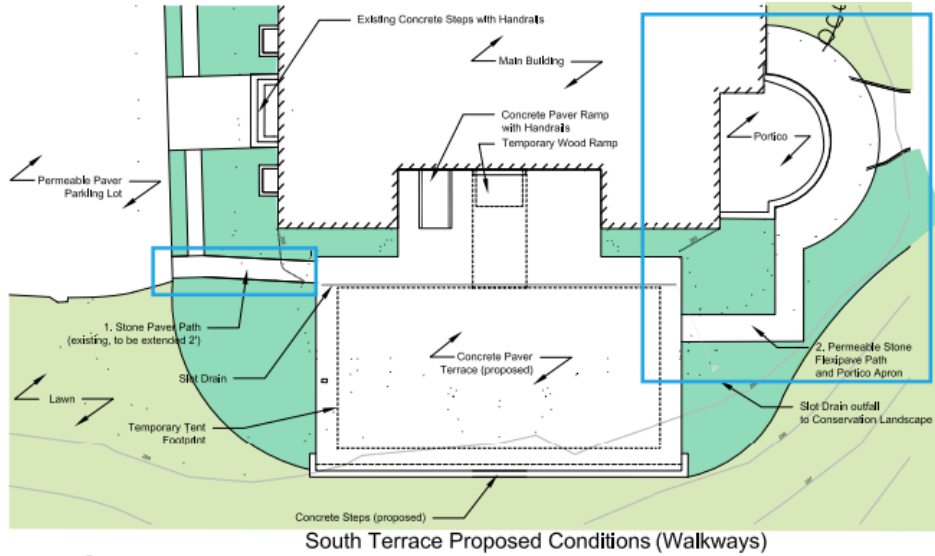 Existing Concrete Steps with Handrails
Main Building
Concrete Paver Ramp
with Handrails
Temporary Wood Ramp
Portico
Permeable Paver
Parking Lot
1. Stone Paver Path
(existing, to be extended 2')
Slot Drain
Concrete Paver
Terrace (proposed)
2. Permeable Stone
Flexipave Path
and Portico Apron
Lawn
Temporary Tent
Footprint
Slot Drain outfall
to Conservation Landscape
Concrete Steps (proposed)
South Terrace Proposed Conditions (Walkways)